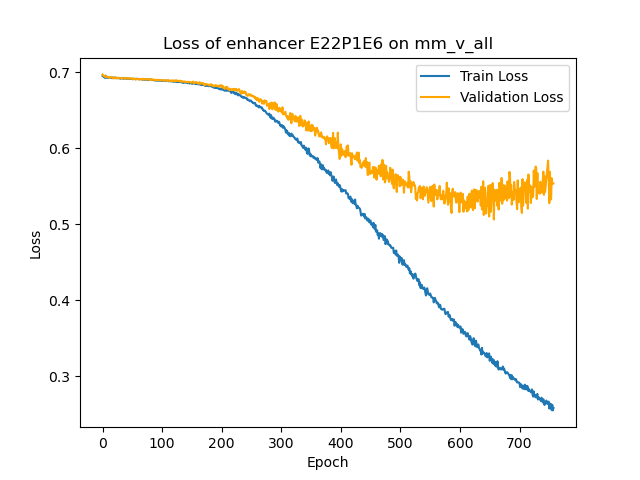 Loss of enhancer E22P1E6 on mm_v_all
Train Loss
Validation Loss
0.7
0.6
0.5
0.4
0.3
Loss
0 100 200 300 400 500 600 700
Epoch